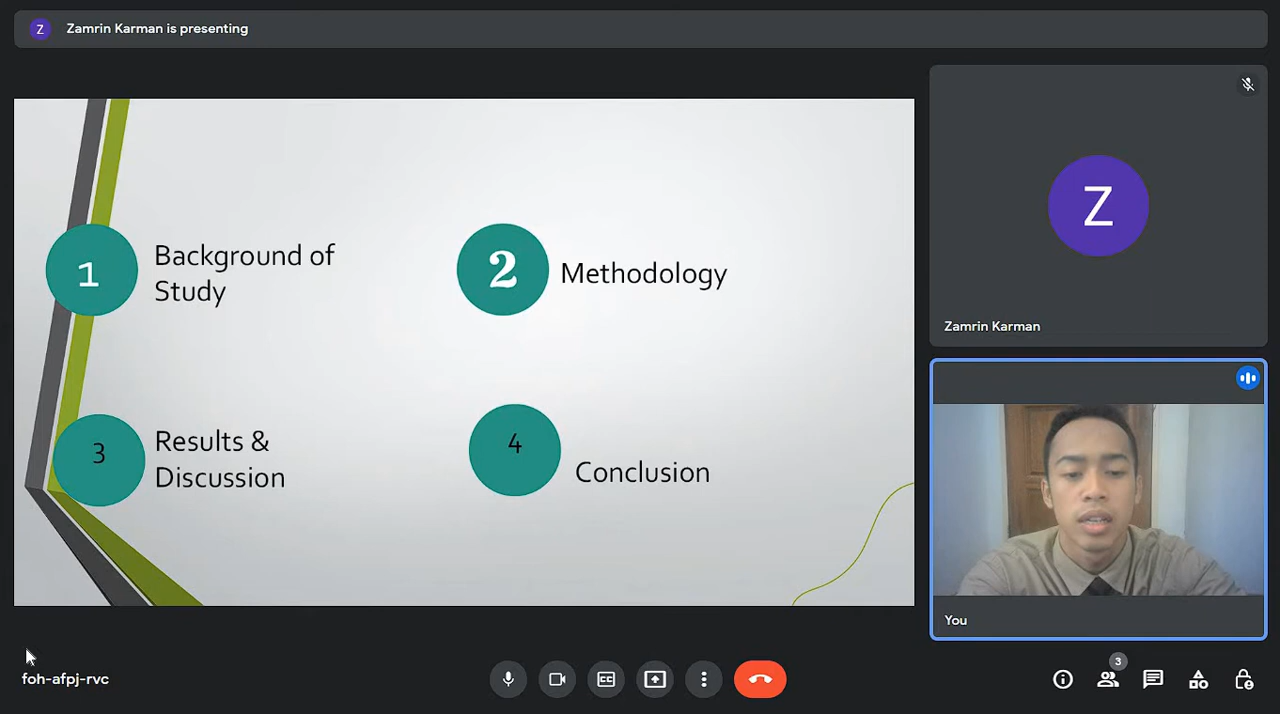 Z Zamrin Karman is presenting
1 Background of
Study
2 Methodology
3 Results &
Discussion
4 Conclusion
Z
Zamrin Karman
You
foh-afpj-rvc
CC
3